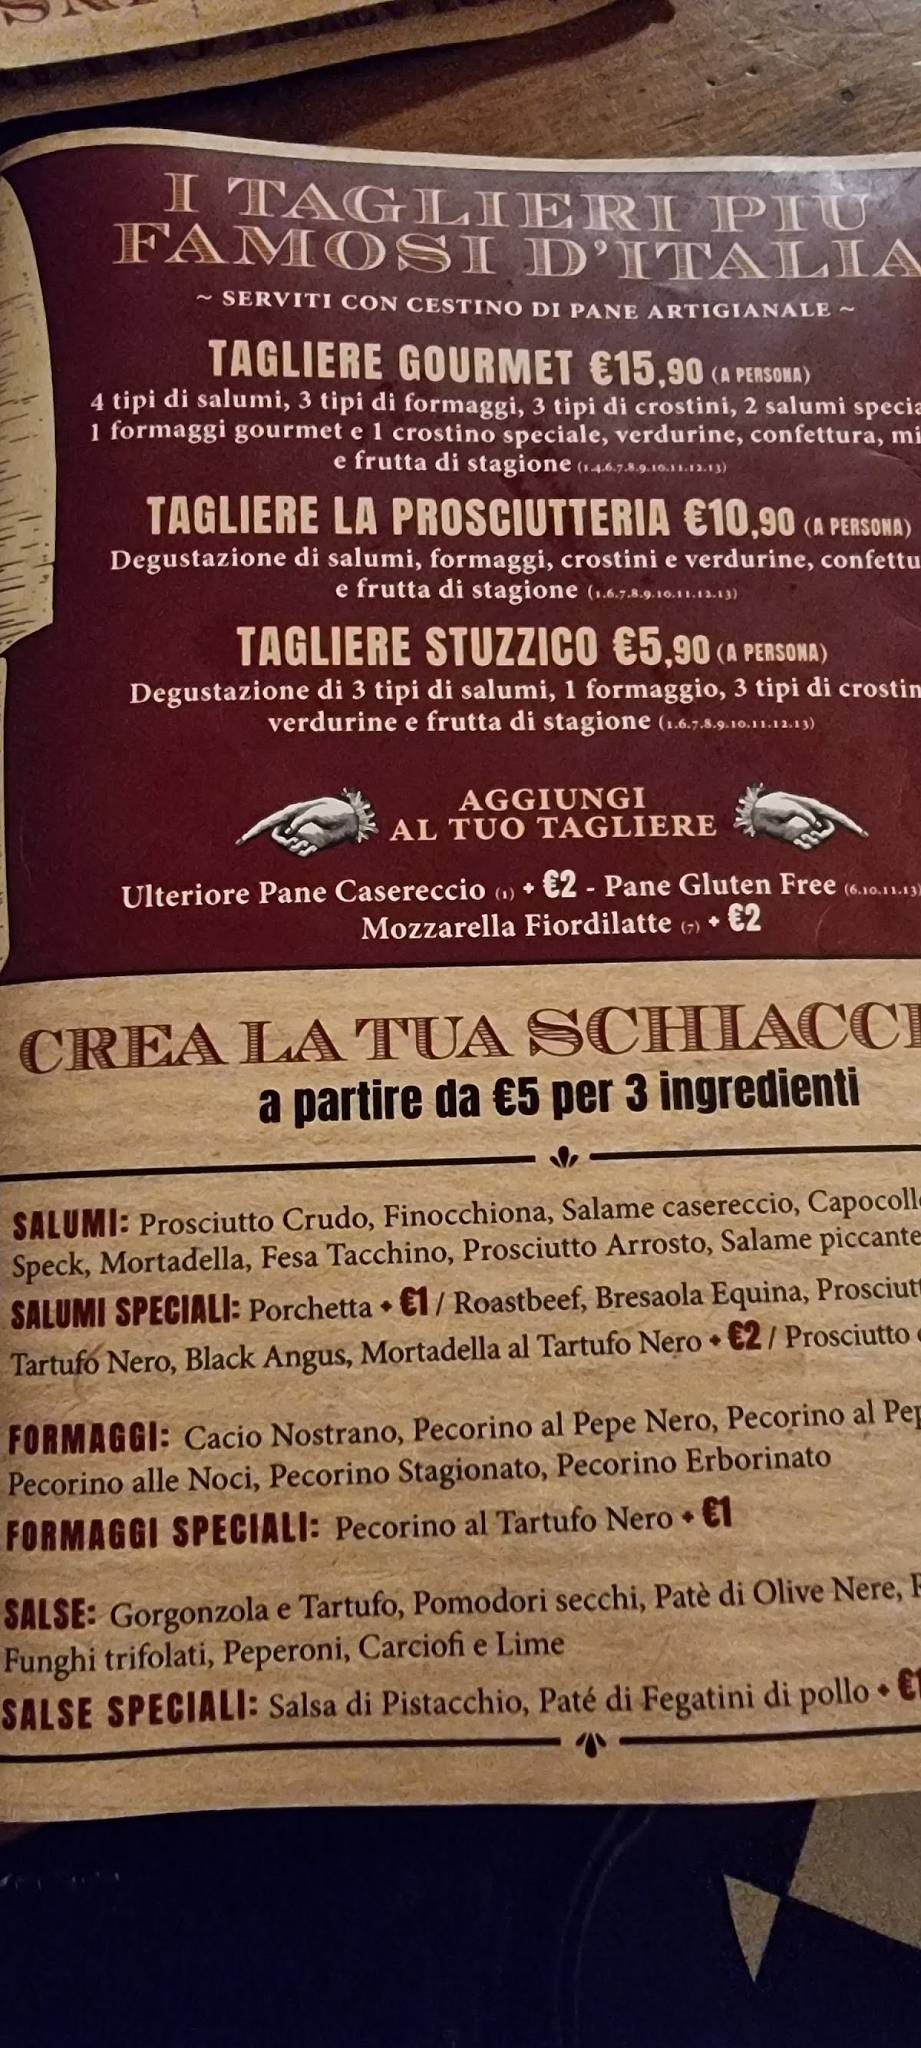 I TAGLIERI PIÙ
FAMOSI D'ITALIA
~ SERVITI CON CESTINO DI PANE ARTIGIANALE ~
TAGLIERE GOURMET €15,90 (A PERSONA)
4 tipi di salumi, 3 tipi di formaggi, 3 tipi di crostini, 2 salumi
1 formaggi gourmet e 1 crostino speciale, verdurine, confettura,
e frutta di stagione (1.4.6.7.8.9.10.11.12.13)
TAGLIERE LA PROSCIUTTERIA €10,90 (A PERSONA)
Degustazione di salumi, formaggi, crostini e verdurine,
e frutta di stagione (1.6.7.8.9.10.11.12.13)
TAGLIERE STUZZICO €5,90 (A PERSONA)
Degustazione di 3 tipi di salumi, 1 formaggio, 3 tipi di
verdurine e frutta di stagione (1.6.7.8.9.10.11.12.13)
AGGIUNGI
AL TUO TAGLIERE
Ulteriore Pane Casereccio (1) + €2 - Pane Gluten Free (6.10.11.13)
Mozzarella Fiordilatte (7) + €2
CREA LA TUA
a partire da €5 per 3 ingredienti
SALUMI: Prosciutto Crudo, Finocchiona, Salame casereccio,
Speck, Mortadella, Fesa Tacchino, Prosciutto Arrosto, Salame piccante
SALUMI SPECIALI: Porchetta + €1 / Roastbeef, Bresaola Equina,
Tartufo Nero, Black Angus, Mortadella al Tartufo Nero + €2 / Prosciutto
FORMAGGI: Cacio Nostrano, Pecorino al Pepe Nero, Pecorino al
Pecorino alle Noci, Pecorino Stagionato, Pecorino Erborinato
FORMAGGI SPECIALI: Pecorino al Tartufo Nero + €1
SALSE: Gorgonzola e Tartufo, Pomodori secchi, Patè di Olive Nere,
Funghi trifolati, Peperoni, Carciofi e Lime
SALSE SPECIALI: Salsa di Pistacchio, Paté di Fegatini di pollo +